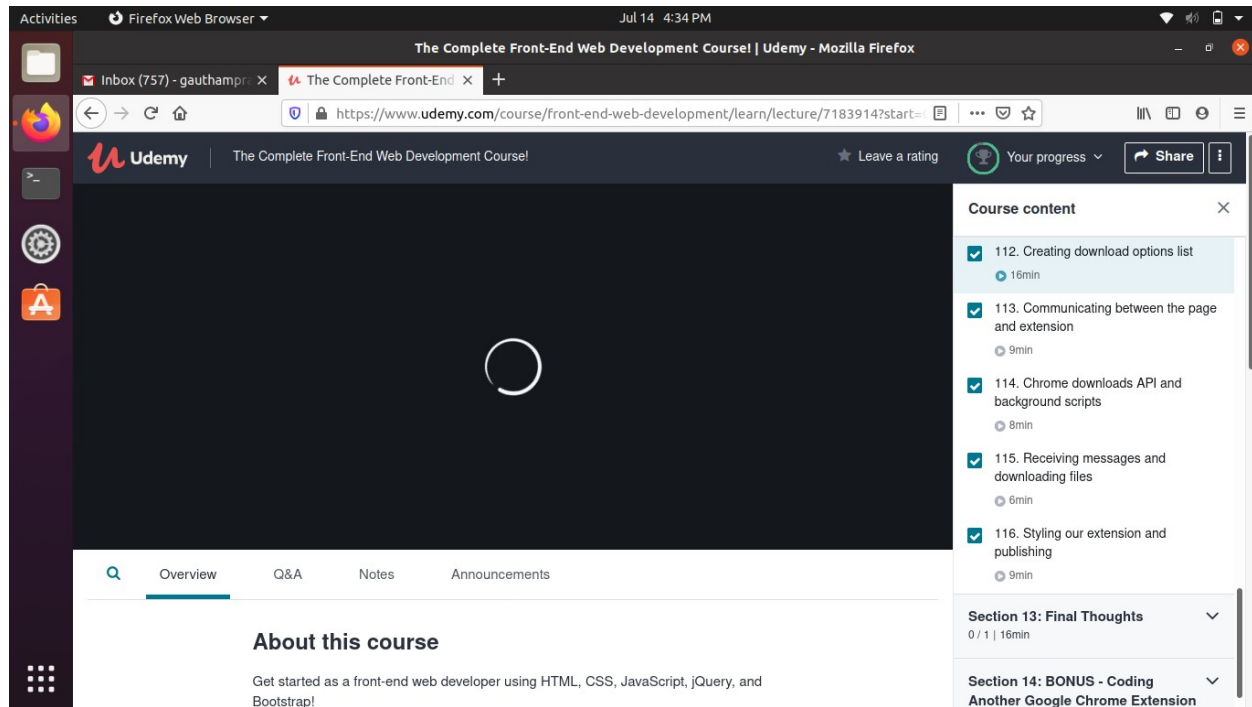 Activities
Firefox Web Browser
Jul 14 4:34 PM
The Complete Front-End Web Development Course! | Udemy - Mozilla Firefox
Inbox (757) - gauthampra
The Complete Front-End
https://www.udemy.com/course/front-end-web-development/learn/lecture/7183914?start=
Udemy
The Complete Front-End Web Development Course!
Leave a rating
Your progress
Share
Course content
112. Creating download options list
16min
113. Communicating between the page
and extension
9min
114. Chrome downloads API and
background scripts
8min
115. Receiving messages and
downloading files
6min
116. Styling our extension and
publishing
9min
Section 13: Final Thoughts
0 / 1 | 16min
Section 14: BONUS - Coding
Another Google Chrome Extension
Overview
Q&A
Notes
Announcements
About this course
Get started as a front-end web developer using HTML, CSS, JavaScript, jQuery, and
Bootstrap!